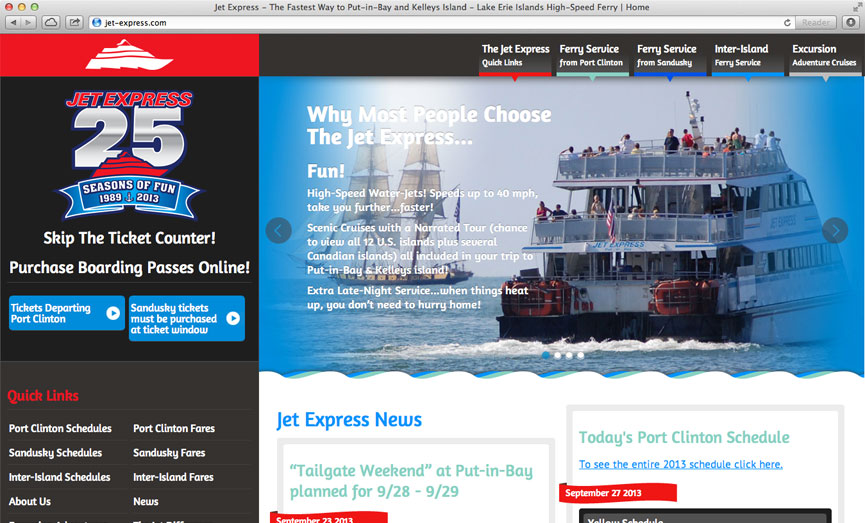 Jet Express – The Fastest Way to Put-in-Bay and Kelleys Island – Lake Erie Islands High-Speed Ferry | Home
jet-express.com
Reader
The Jet Express
Quick Links
Ferry Service
from Port Clinton
Ferry Service
from Sandusky
Inter-Island
Ferry Service
Excursion
Adventure Cruises
JET EXPRESS
25
SEASONS OF FUN
1989 2013
Skip The Ticket Counter!
Purchase Boarding Passes Online!
Tickets Departing
Port Clinton
Sandusky tickets
must be purchased
at ticket window
Why Most People Choose
The Jet Express...
Fun!
High-Speed Water-Jets! Speeds up to 40 mph,
take you further...faster!
Scenic Cruises with a Narrated Tour (chance
to view all 12 U.S. islands plus several
Canadian islands) all included in your trip to
Put-in-Bay & Kelleys island!
Extra Late-Night Service...when things heat
up, you don't need to hurry home!
JET EXPRESS
JET EXPRESS
Quick Links
Port Clinton Schedules
Port Clinton Fares
Sandusky Schedules
Sandusky Fares
Inter-Island Schedules
Inter-Island Fares
About Us
News
Jet Express News
“Tailgate Weekend” at Put-in-Bay
planned for 9/28 - 9/29
September 23 2013
Today's Port Clinton Schedule
To see the entire 2013 schedule click here.
September 27 2013
Yellow Schedule